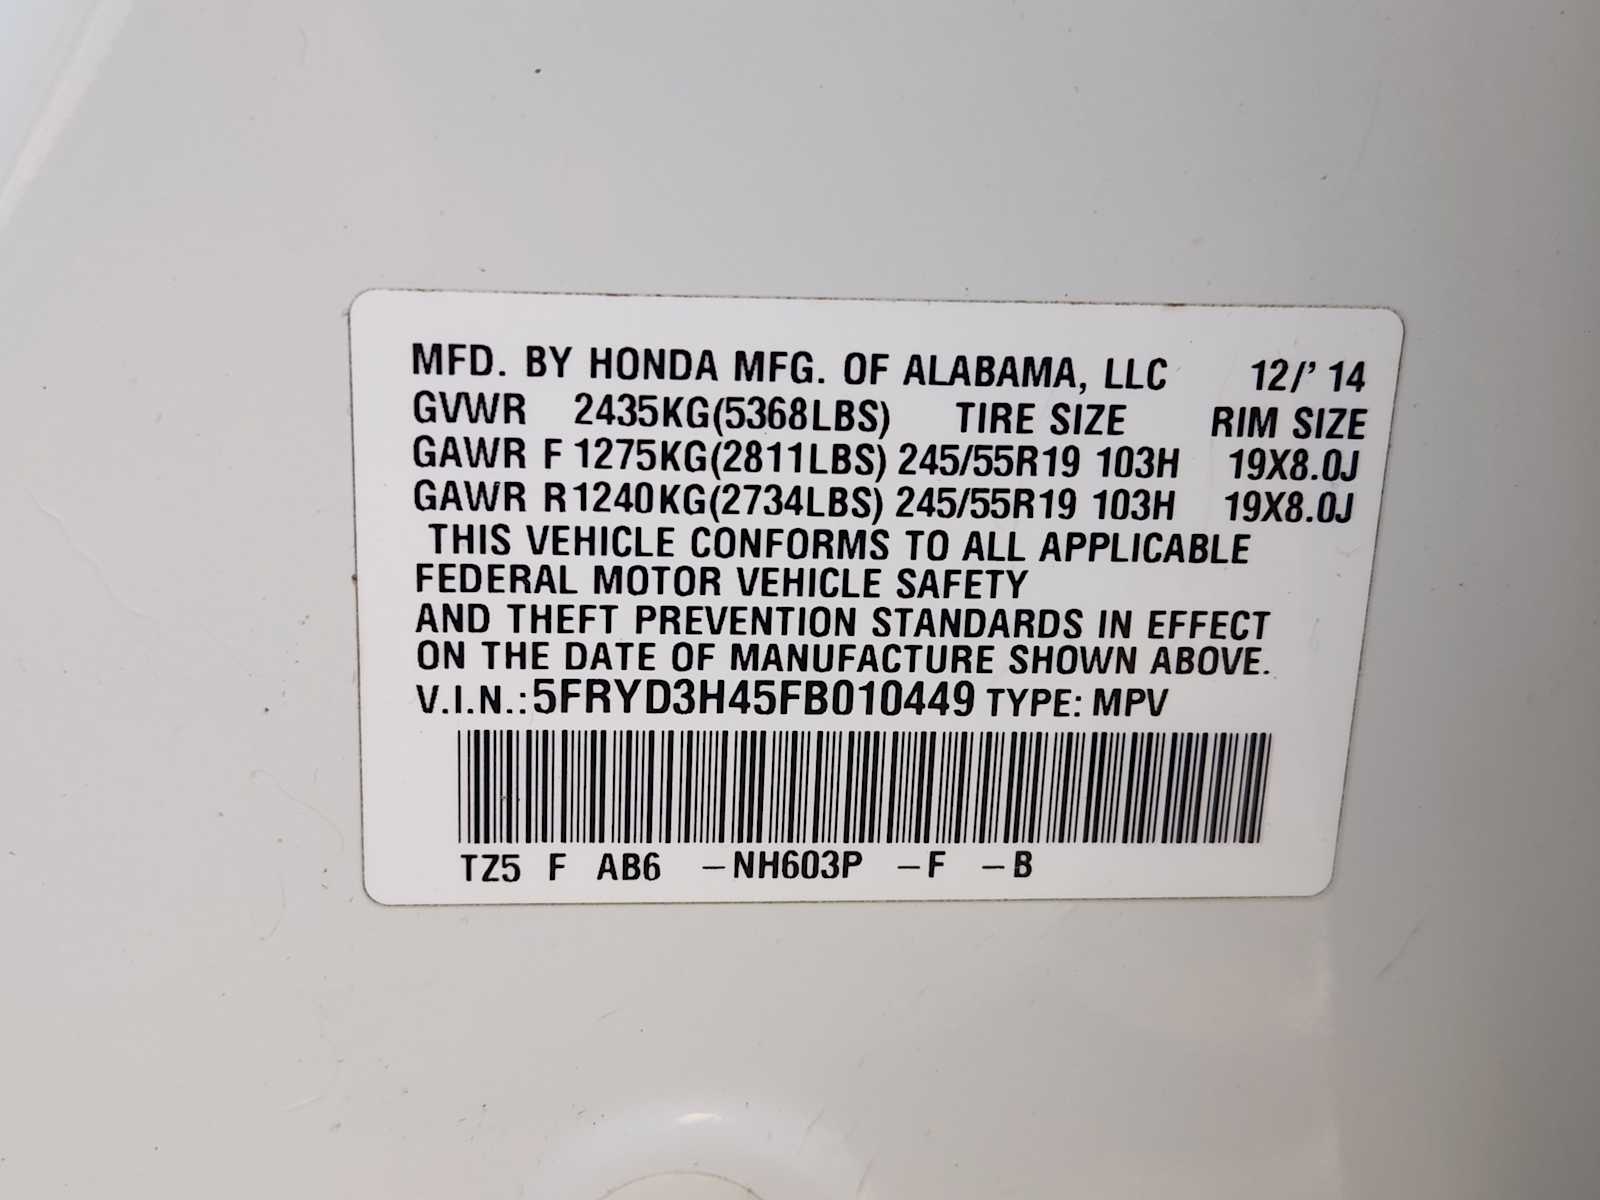 MFD. BY HONDA MFG. OF ALABAMA, LLC 12/' 14
GVWR 2435KG(5368LBS) TIRE SIZE RIM SIZE
GAWR F 1275KG(2811LBS) 245/55R19 103H 19X8.0J
GAWR R 1240KG(2734LBS) 245/55R19 103H 19X8.0J
THIS VEHICLE CONFORMS TO ALL APPLICABLE
FEDERAL MOTOR VEHICLE SAFETY
AND THEFT PREVENTION STANDARDS IN EFFECT
ON THE DATE OF MANUFACTURE SHOWN ABOVE.
V.I.N.: 5FRYD3H45FB010449 TYPE: MPV
TZ5 F AB6 –NH603P –F –B